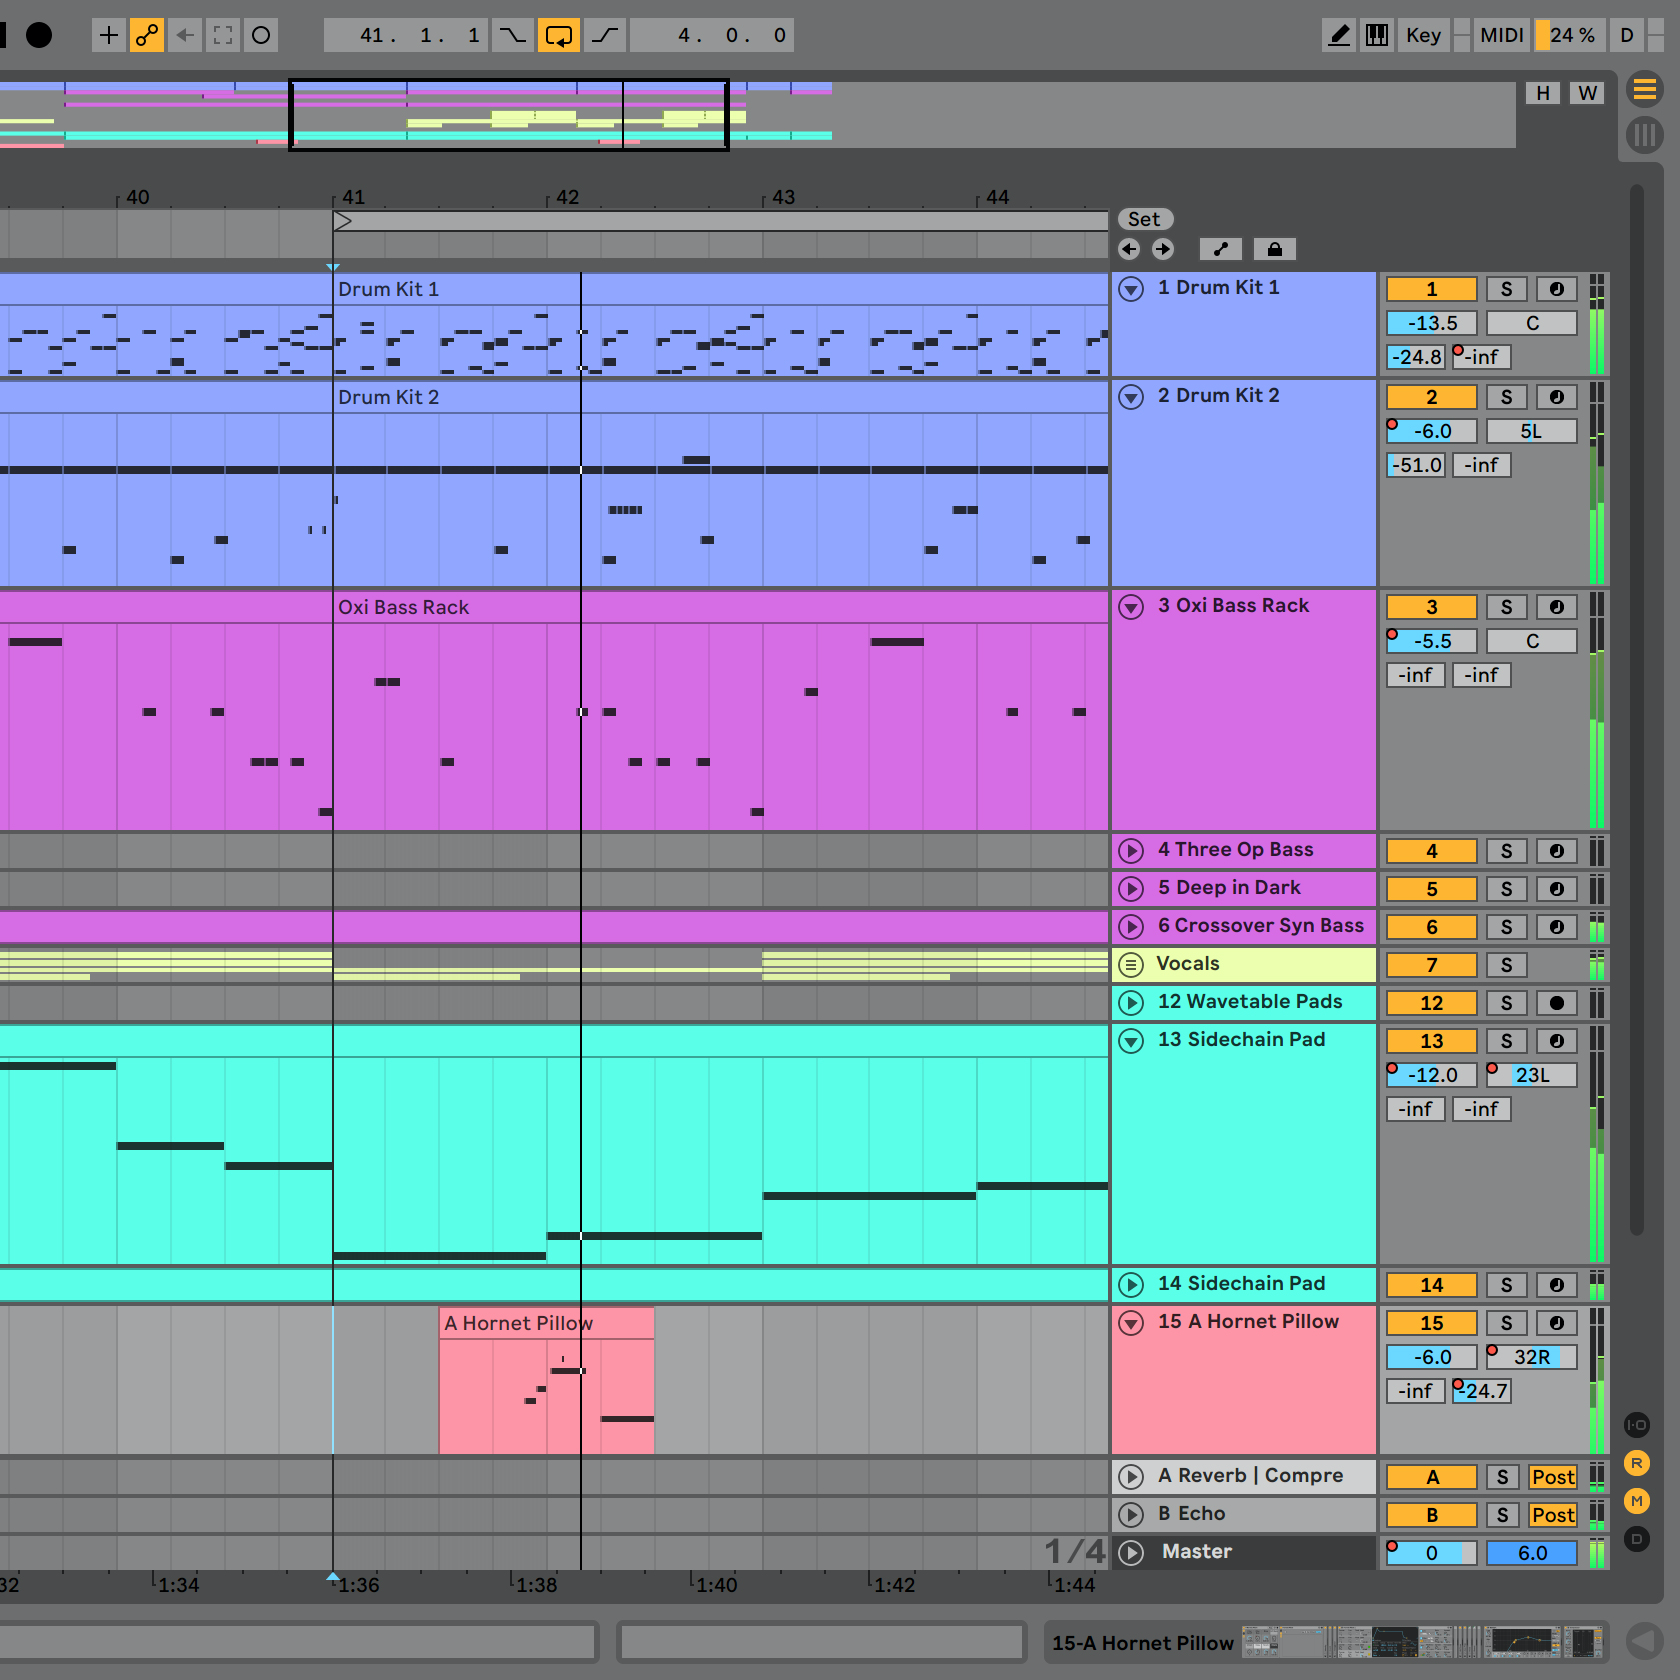 41. 1. 1
4. 0. 0
Key
MIDI
24 %
D
H
W
40
41
42
43
44
Set
Drum Kit 1
1 Drum Kit 1
1
S
-13.5
C
-24.8
-inf
Drum Kit 2
2 Drum Kit 2
2
S
-6.0
5L
-51.0
-inf
Oxi Bass Rack
3 Oxi Bass Rack
3
S
-5.5
C
-inf
-inf
4 Three Op Bass
4
S
5 Deep in Dark
5
S
6 Crossover Syn Bass
6
S
Vocals
7
S
12 Wavetable Pads
12
S
13 Sidechain Pad
13
S
-12.0
23L
-inf
-inf
14 Sidechain Pad
14
S
A Hornet Pillow
15 A Hornet Pillow
15
S
-6.0
32R
-inf
-24.7
I·O
A Reverb | Compre
A
S
Post
R
B Echo
B
S
Post
M
1/4
Master
0
6.0
D
32
1:34
1:36
1:38
1:40
1:42
1:44
15-A Hornet Pillow